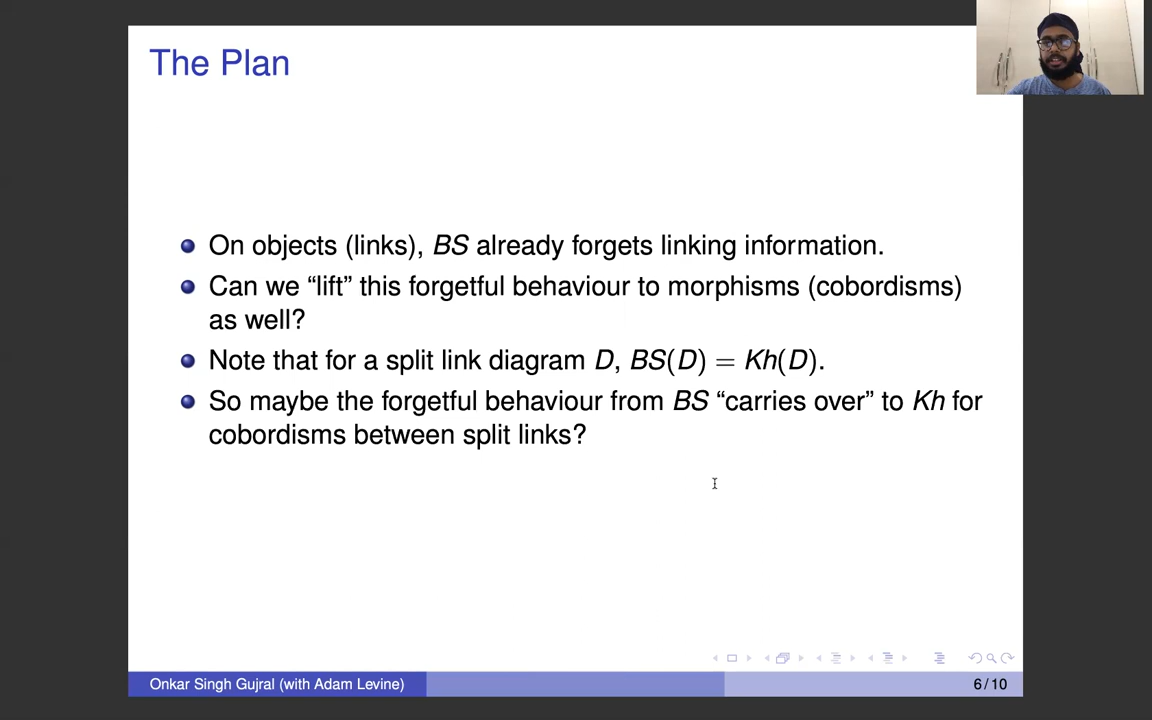 The Plan
On objects (links), BS already forgets linking information.
Can we “lift” this forgetful behaviour to morphisms (cobordisms)
as well?
Note that for a split link diagram D, BS(D) = Kh(D).
So maybe the forgetful behaviour from BS “carries over” to Kh for
cobordisms between split links?
Onkar Singh Gujral (with Adam Levine)
6 / 10